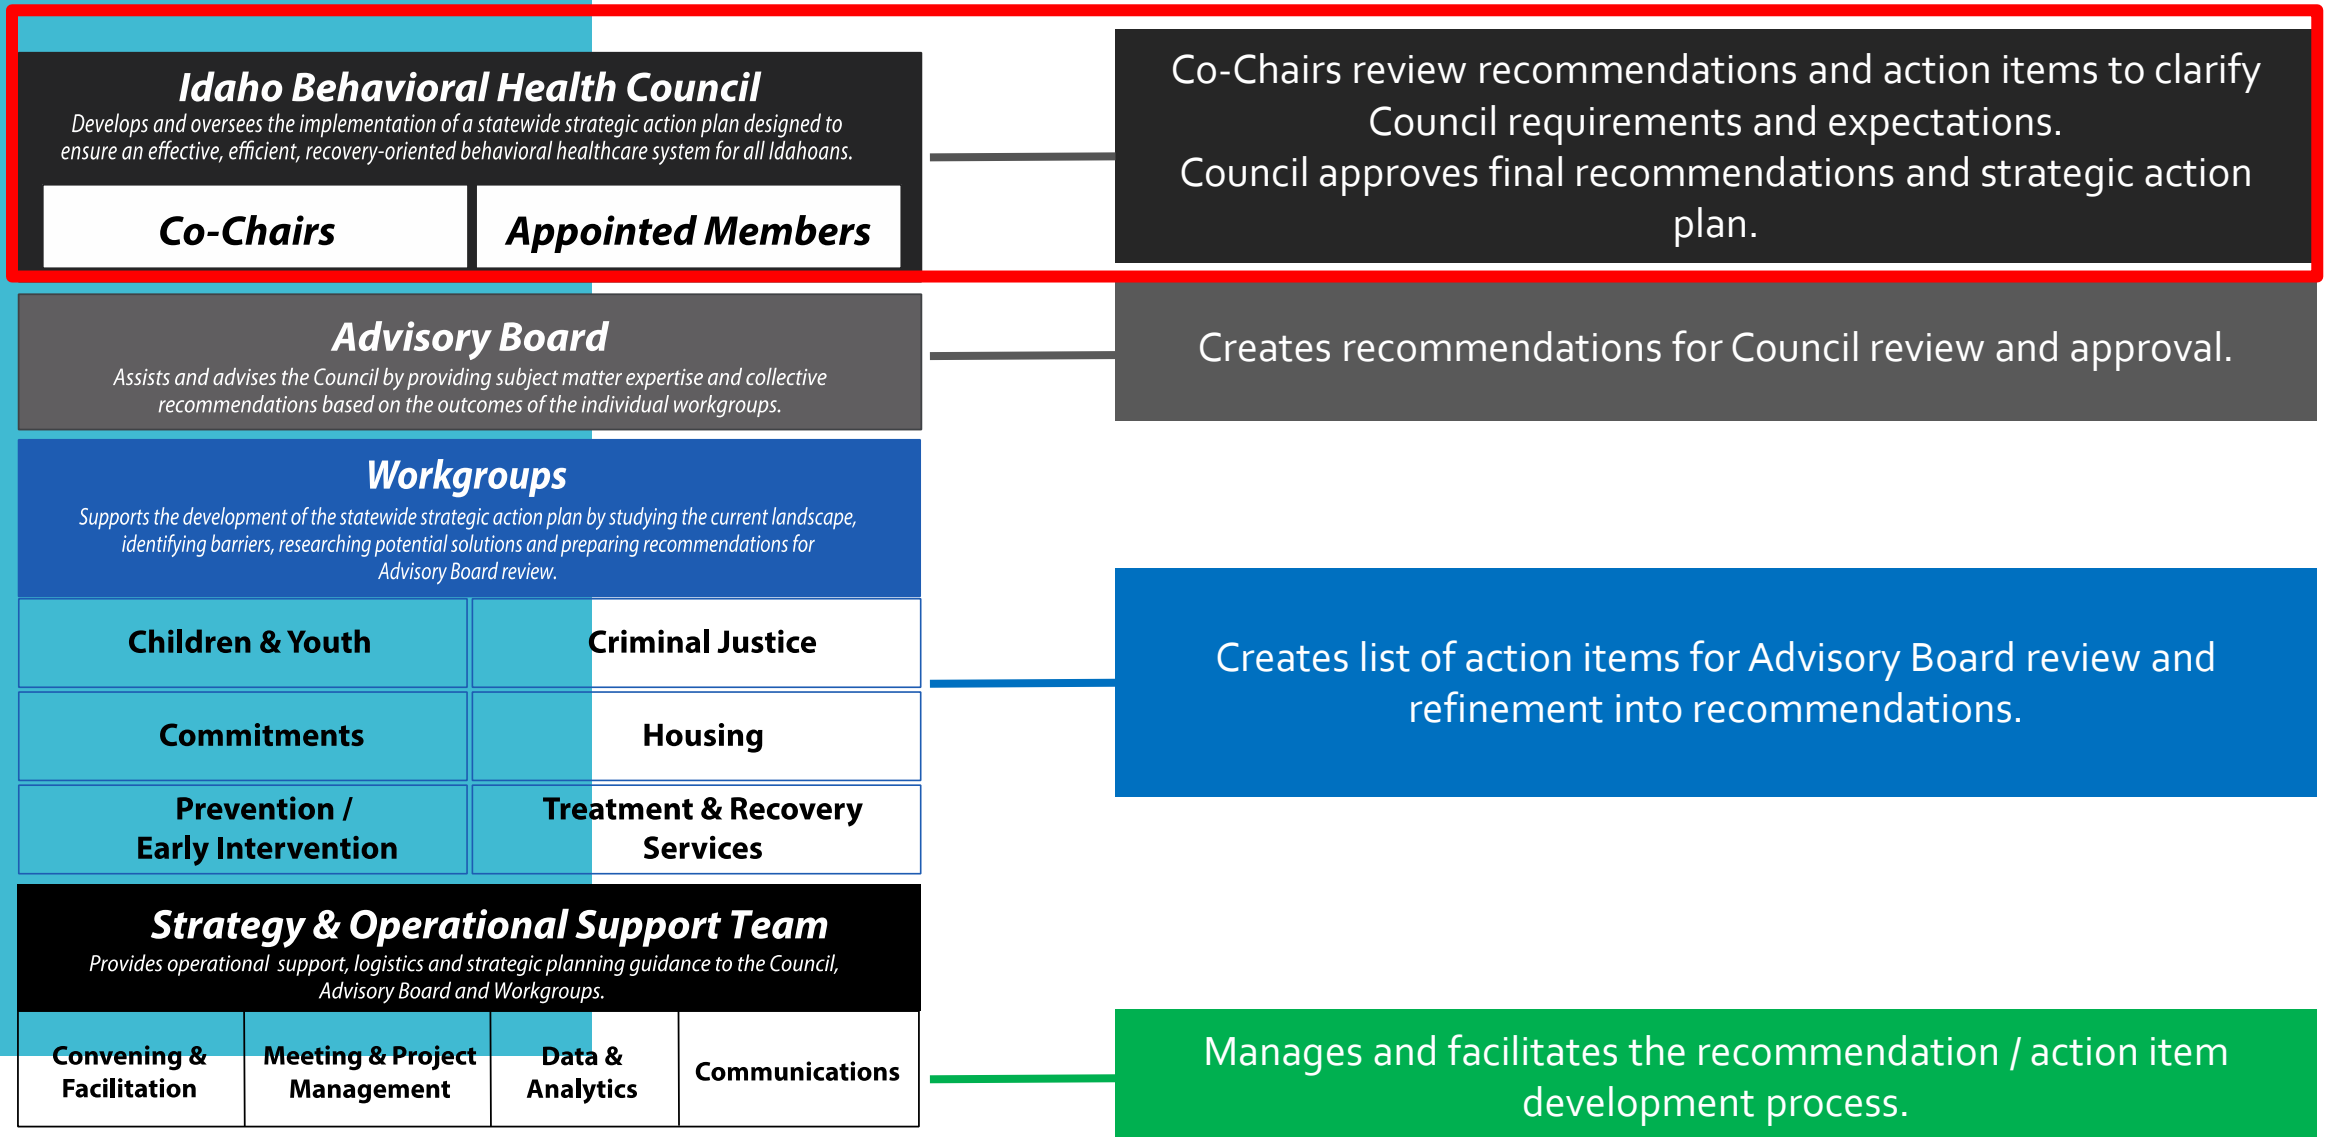 Idaho Behavioral Health Council
Develops and oversees the implementation of a statewide strategic action plan designed to
ensure an effective, efficient, recovery-oriented behavioral healthcare system for all Idahoans.
Co-Chairs
Appointed Members
Co-Chairs review recommendations and action items to clarify
Council requirements and expectations.
Council approves final recommendations and strategic action
plan.
Advisory Board
Assists and advises the Council by providing subject matter expertise and collective
recommendations based on the outcomes of the individual workgroups.
Creates recommendations for Council review and approval.
Workgroups
Supports the development of the statewide strategic action plan by studying the current landscape,
identifying barriers, researching potential solutions and preparing recommendations for
Advisory Board review.
Children & Youth
Criminal Justice
Commitments
Housing
Prevention /
Early Intervention
Treatment & Recovery
Services
Creates list of action items for Advisory Board review and
refinement into recommendations.
Strategy & Operational Support Team
Provides operational support, logistics and strategic planning guidance to the Council,
Advisory Board and Workgroups.
Convening &
Facilitation
Meeting & Project
Management
Data &
Analytics
Communications
Manages and facilitates the recommendation / action item
development process.